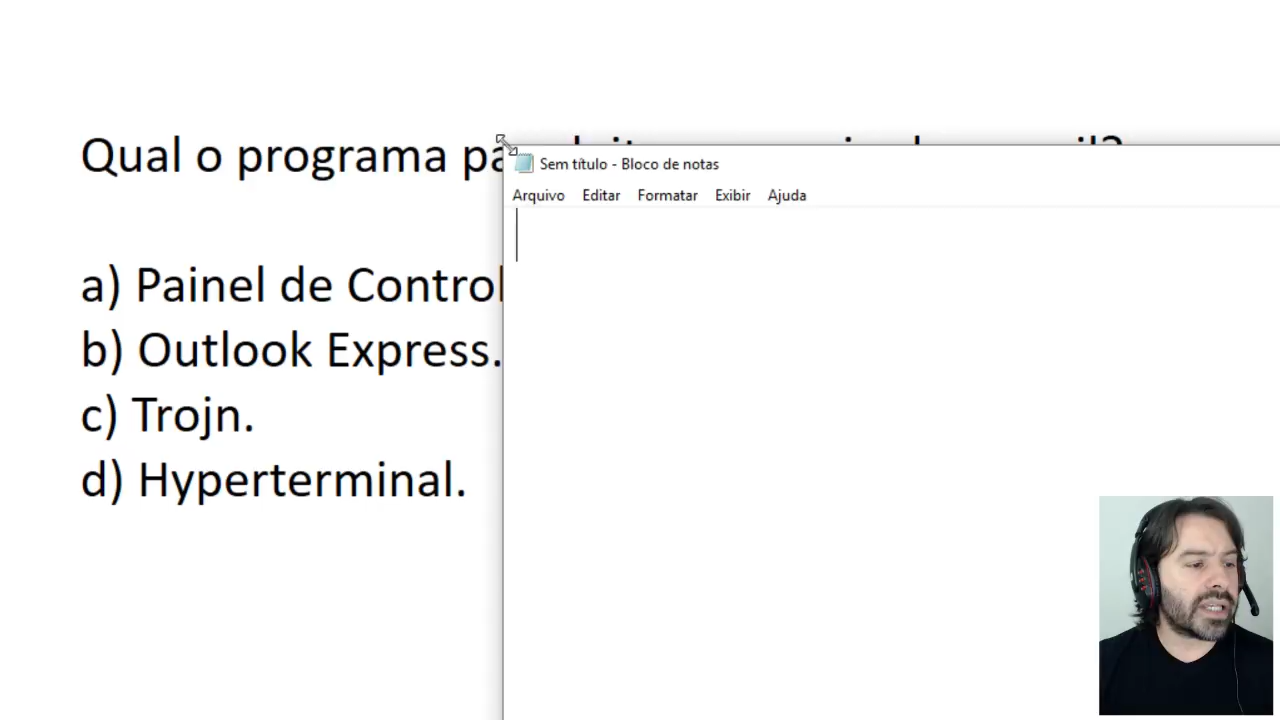 Qual o programa pa
Sem título - Bloco de notas
Arquivo Editar Formatar Exibir Ajuda
a) Painel de Control
b) Outlook Express.
c) Trojn.
d) Hyperterminal.